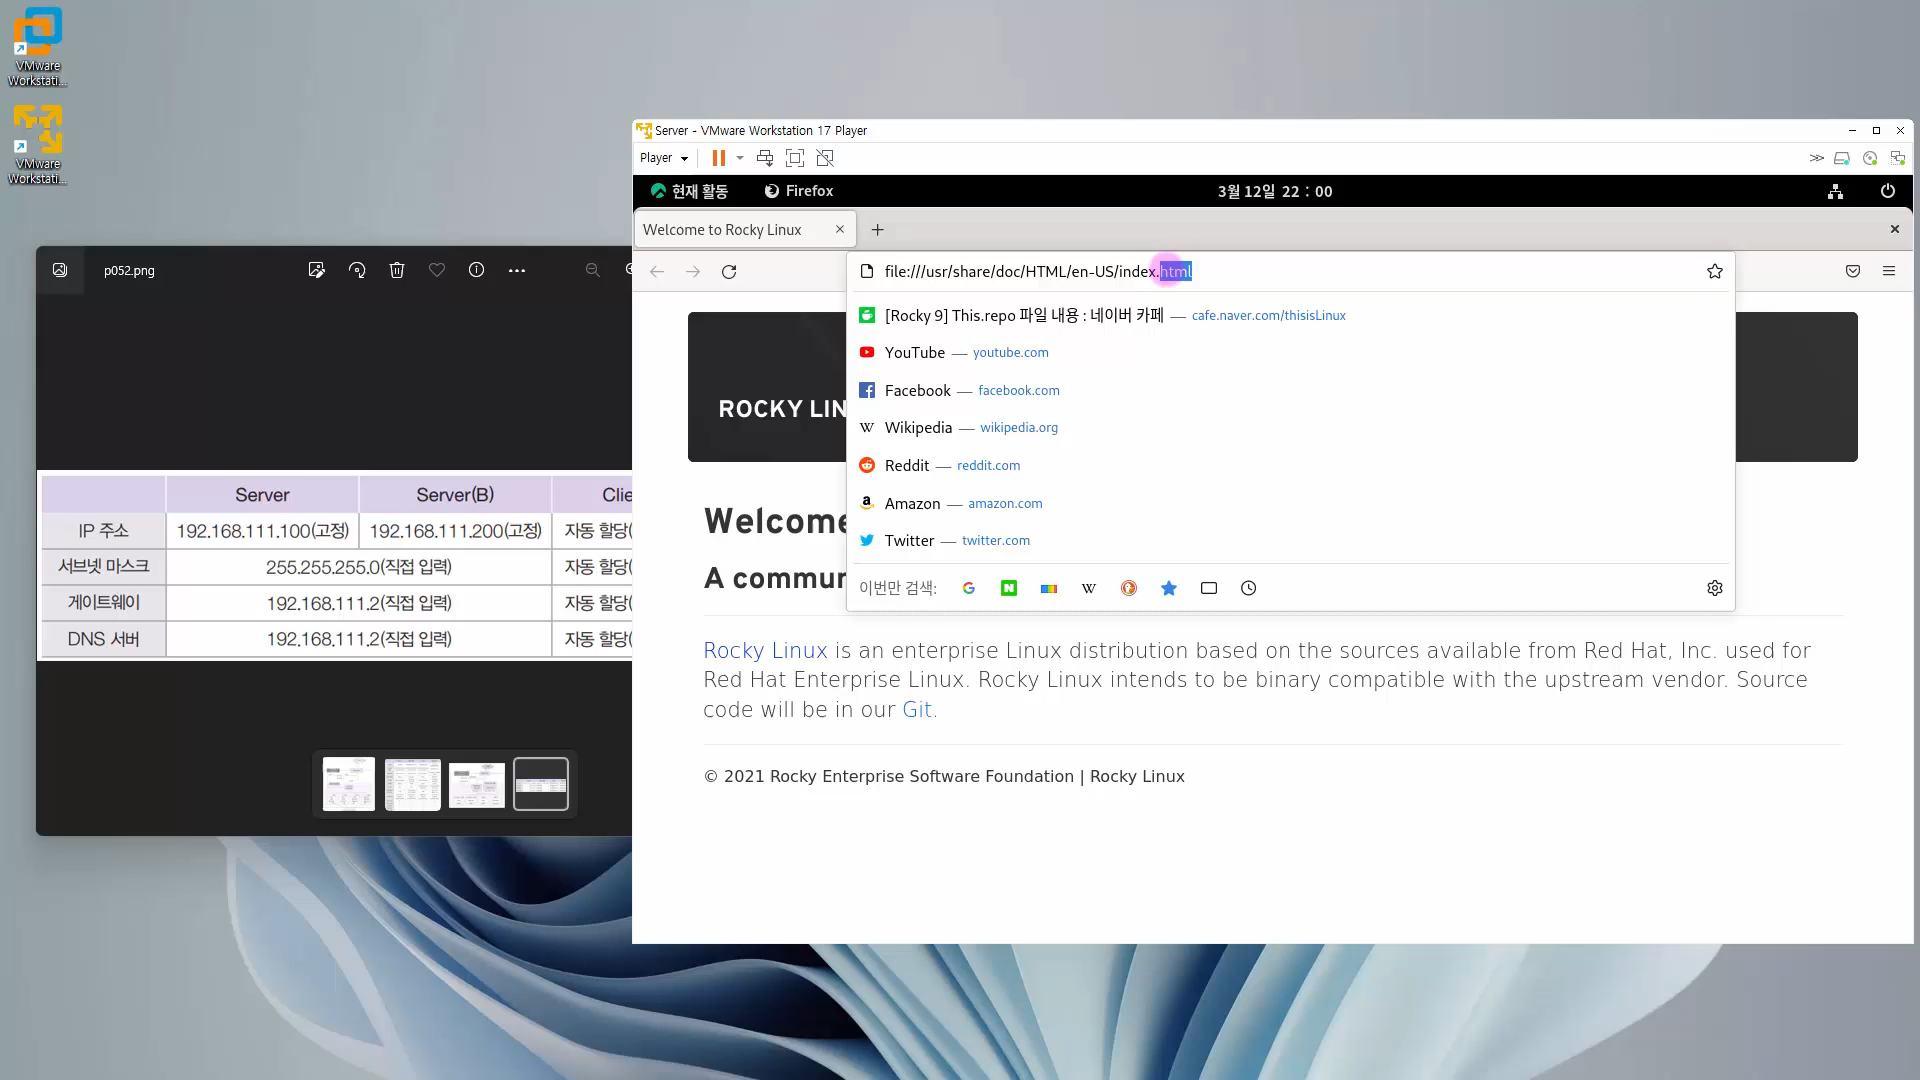 VMware
Workstati...
VMware
Workstati...
p052.png
Server Server(B) Clie
IP 주소 192.168.111.100(고정) 192.168.111.200(고정) 자동 할당(
서브넷 마스크 255.255.255.0(직접 입력) 자동 할당(
게이트웨이 192.168.111.2(직접 입력) 자동 할당(
DNS 서버 192.168.111.2(직접 입력) 자동 할당(
Server - VMware Workstation 17 Player
Player
현재 활동 Firefox 3월 12일 22 : 00
Welcome to Rocky Linux
file:///usr/share/doc/HTML/en-US/index.html
[Rocky 9] This.repo 파일 내용 : 네이버 카페 — cafe.naver.com/thisisLinux
YouTube — youtube.com
Facebook — facebook.com
Wikipedia — wikipedia.org
Reddit — reddit.com
Amazon — amazon.com
Twitter — twitter.com
이번만 검색:
ROCKY LIN
Welcome
A commun
Rocky Linux is an enterprise Linux distribution based on the sources available from Red Hat, Inc. used for
Red Hat Enterprise Linux. Rocky Linux intends to be binary compatible with the upstream vendor. Source
code will be in our Git.
© 2021 Rocky Enterprise Software Foundation | Rocky Linux